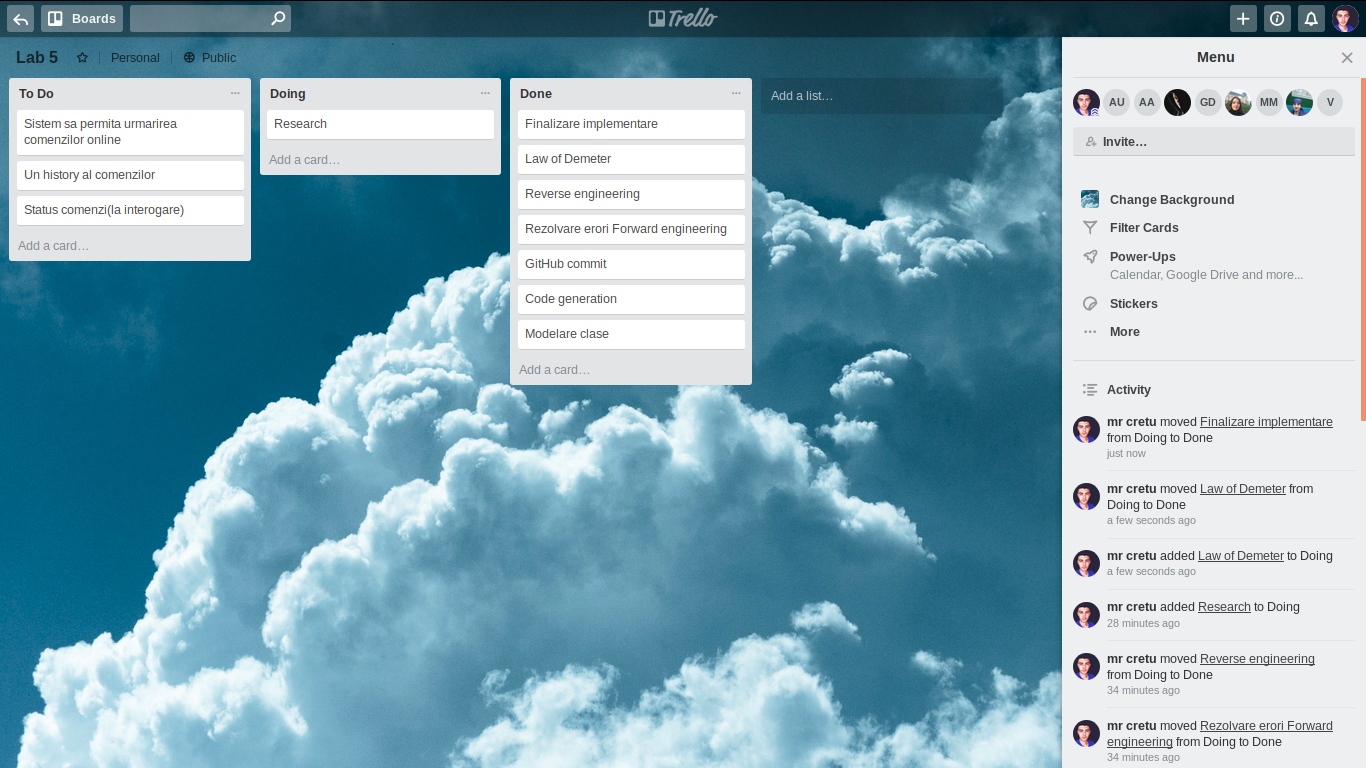 Boards
Trello
Lab 5
Personal
Public
To Do
Sistem sa permita urmarirea
comenzilor online
Un history al comenzilor
Status comenzi(la interogare)
Add a card…
Doing
Research
Add a card…
Done
Finalizare implementare
Law of Demeter
Reverse engineering
Rezolvare erori Forward engineering
GitHub commit
Code generation
Modelare clase
Add a card…
Add a list…
Menu
AU
AA
GD
MM
V
Invite…
Change Background
Filter Cards
Power-Ups
Calendar, Google Drive and more...
Stickers
More
Activity
mr cretu moved Finalizare implementare
from Doing to Done
just now
mr cretu moved Law of Demeter from
Doing to Done
a few seconds ago
mr cretu added Law of Demeter to Doing
a few seconds ago
mr cretu added Research to Doing
28 minutes ago
mr cretu moved Reverse engineering
from Doing to Done
34 minutes ago
mr cretu moved Rezolvare erori Forward
engineering from Doing to Done
34 minutes ago